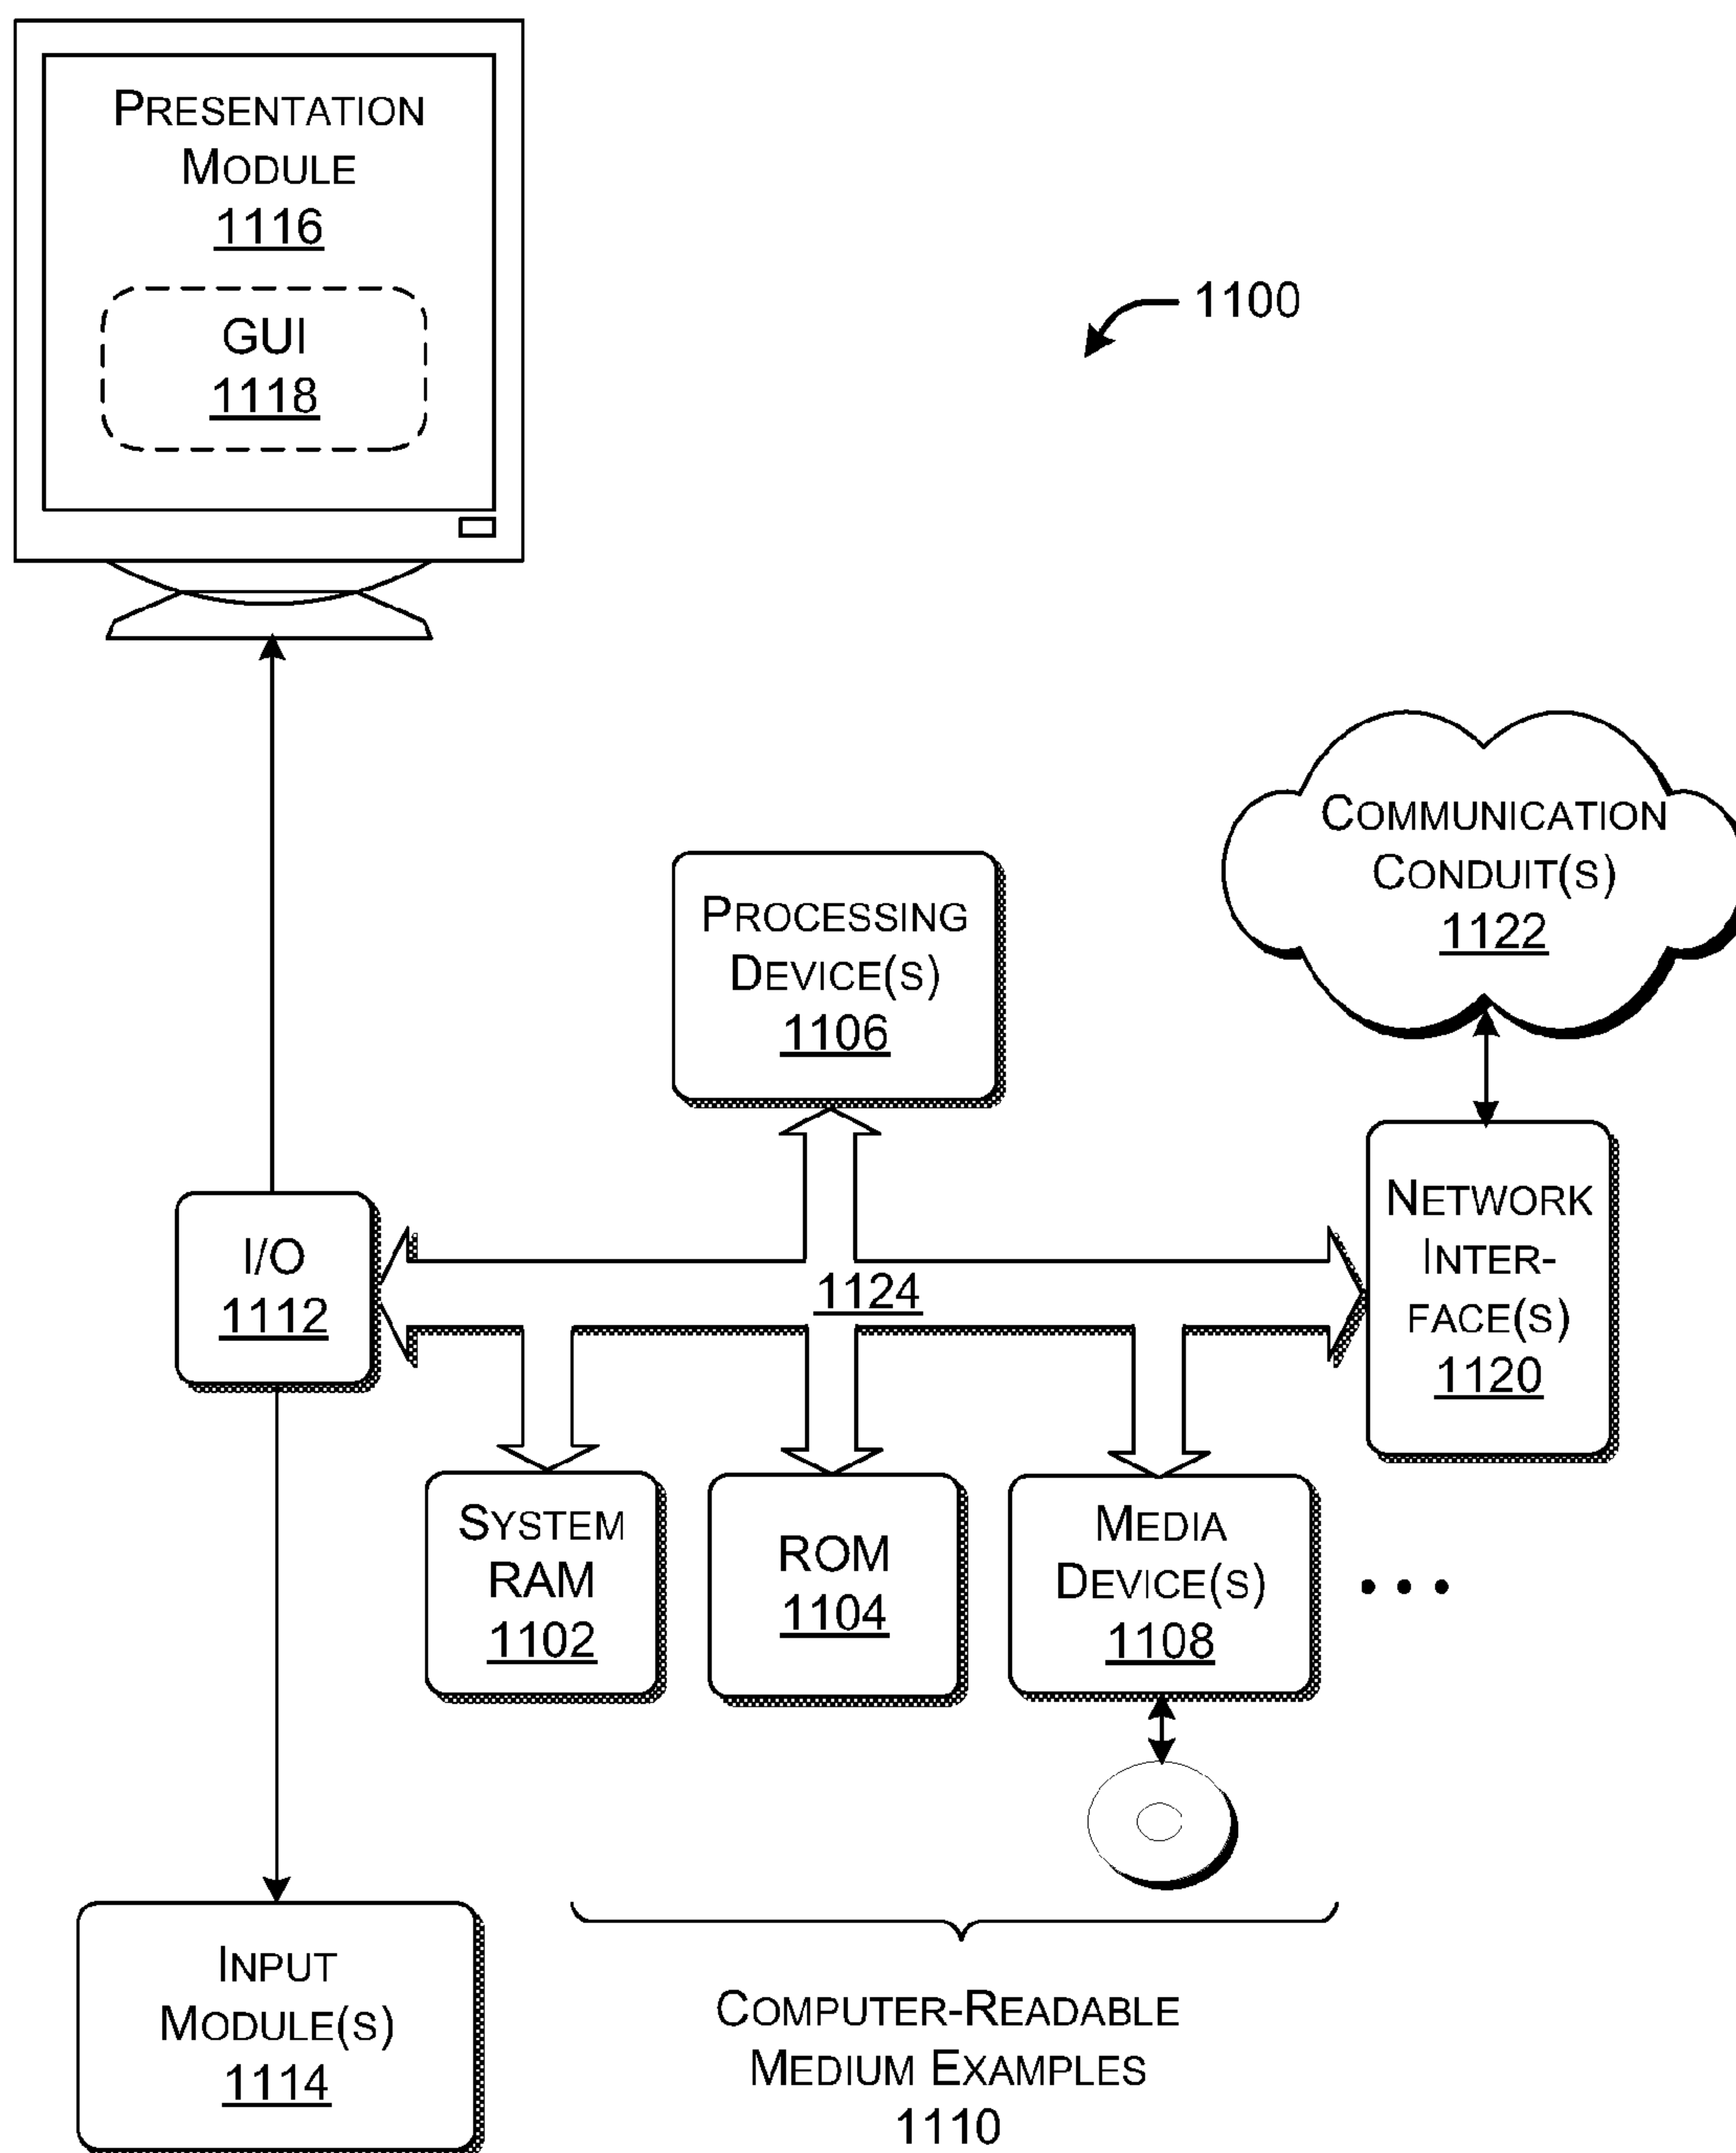 PRESENTATION
MODULE
1116
GUI
1118
1100
COMMUNICATION
CONDUIT(S)
1122
PROCESSING
DEVICE(S)
1106
I/O
1112
1124
NETWORK
INTER-
FACE(S)
1120
SYSTEM
RAM
1102
ROM
1104
MEDIA
DEVICE(S)
1108
• • •
INPUT
MODULE(S)
1114
COMPUTER-READABLE
MEDIUM EXAMPLES
1110